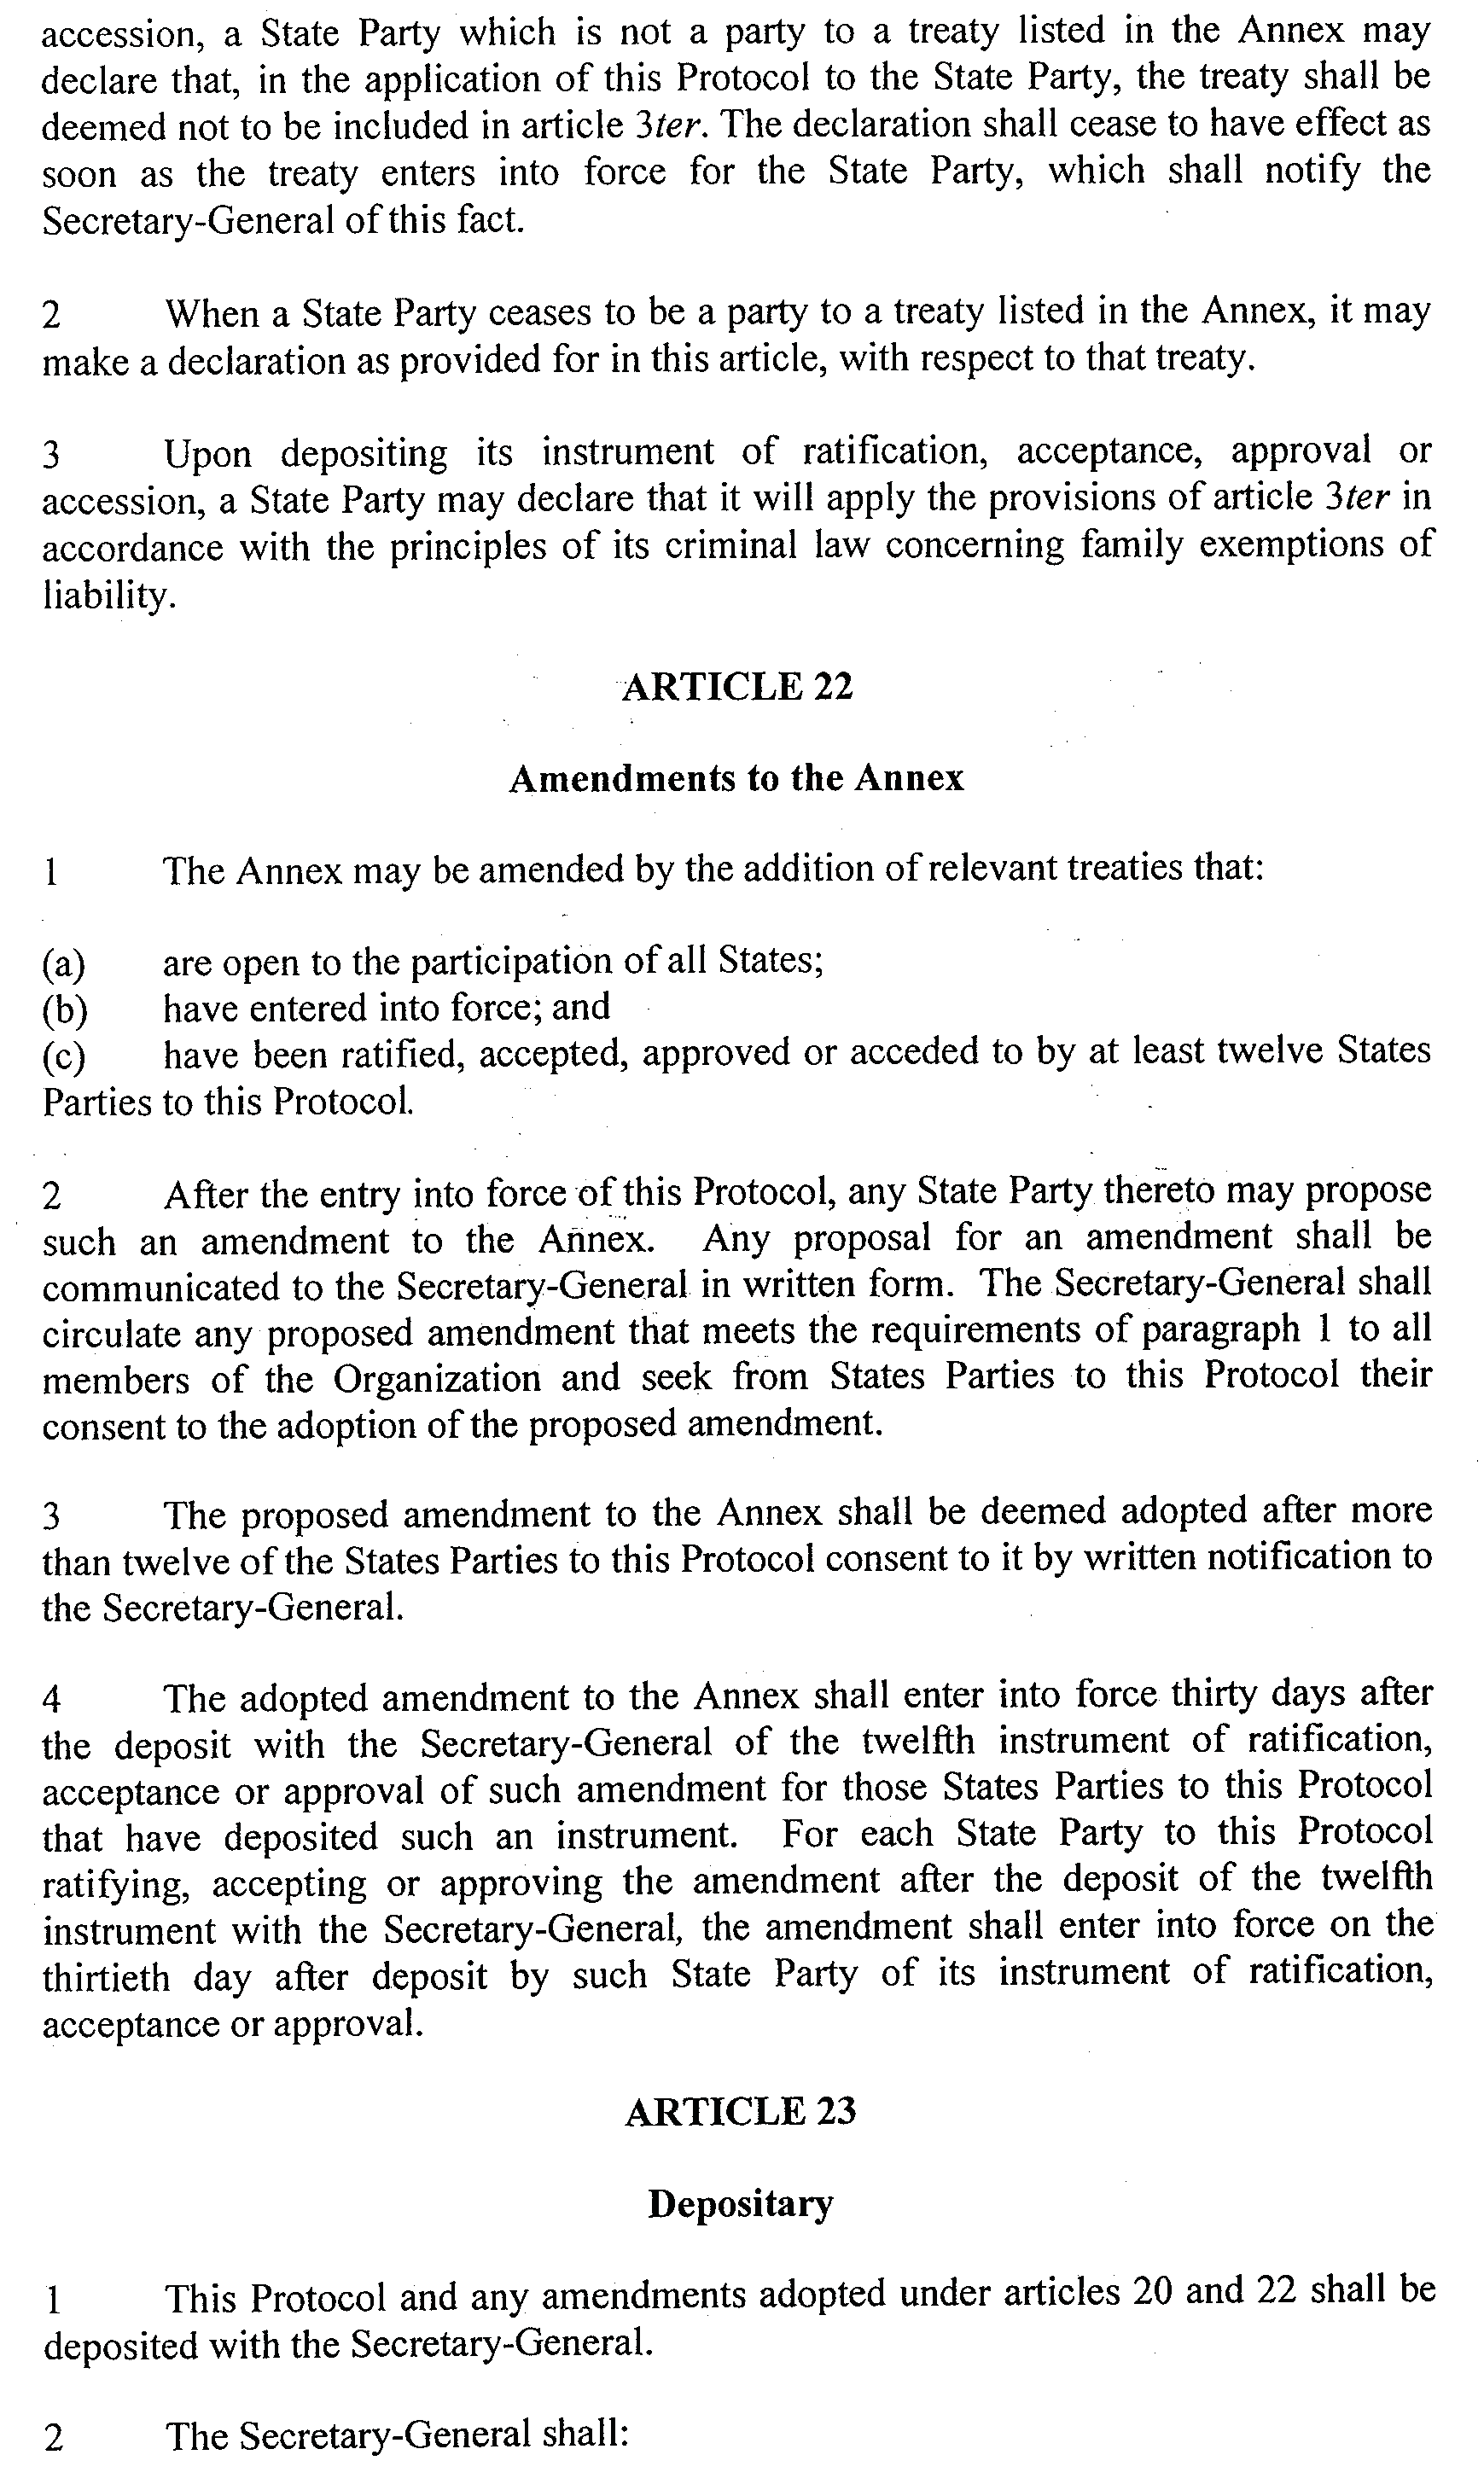 accession, a State Party which is not a party to a treaty listed in the Annex may
declare that, in the application of this Protocol to the State Party, the treaty shall be
deemed not to be included in article 3ter. The declaration shall cease to have effect as
soon as the treaty enters into force for the State Party, which shall notify the
Secretary-General of this fact.
2 When a State Party ceases to be a party to a treaty listed in the Annex, it may
make a declaration as provided for in this article, with respect to that treaty.
3 Upon depositing its instrument of ratification, acceptance, approval or
accession, a State Party may declare that it will apply the provisions of article 3ter in
accordance with the principles of its criminal law concerning family exemptions of
liability.
ARTICLE 22
Amendments to the Annex
1 The Annex may be amended by the addition of relevant treaties that:
(a) are open to the participation of all States;
(b) have entered into force; and
(c) have been ratified, accepted, approved or acceded to by at least twelve States
Parties to this Protocol.
2 After the entry into force of this Protocol, any State Party thereto may propose
such an amendment to the Annex. Any proposal for an amendment shall be
communicated to the Secretary-General in written form. The Secretary-General shall
circulate any proposed amendment that meets the requirements of paragraph 1 to all
members of the Organization and seek from States Parties to this Protocol their
consent to the adoption of the proposed amendment.
3 The proposed amendment to the Annex shall be deemed adopted after more
than twelve of the States Parties to this Protocol consent to it by written notification to
the Secretary-General.
4 The adopted amendment to the Annex shall enter into force thirty days after
the deposit with the Secretary-General of the twelfth instrument of ratification,
acceptance or approval of such amendment for those States Parties to this Protocol
that have deposited such an instrument. For each State Party to this Protocol
ratifying, accepting or approving the amendment after the deposit of the twelfth
instrument with the Secretary-General, the amendment shall enter into force on the
thirtieth day after deposit by such State Party of its instrument of ratification,
acceptance or approval.
ARTICLE 23
Depositary
1 This Protocol and any amendments adopted under articles 20 and 22 shall be
deposited with the Secretary-General.
2 The Secretary-General shall: